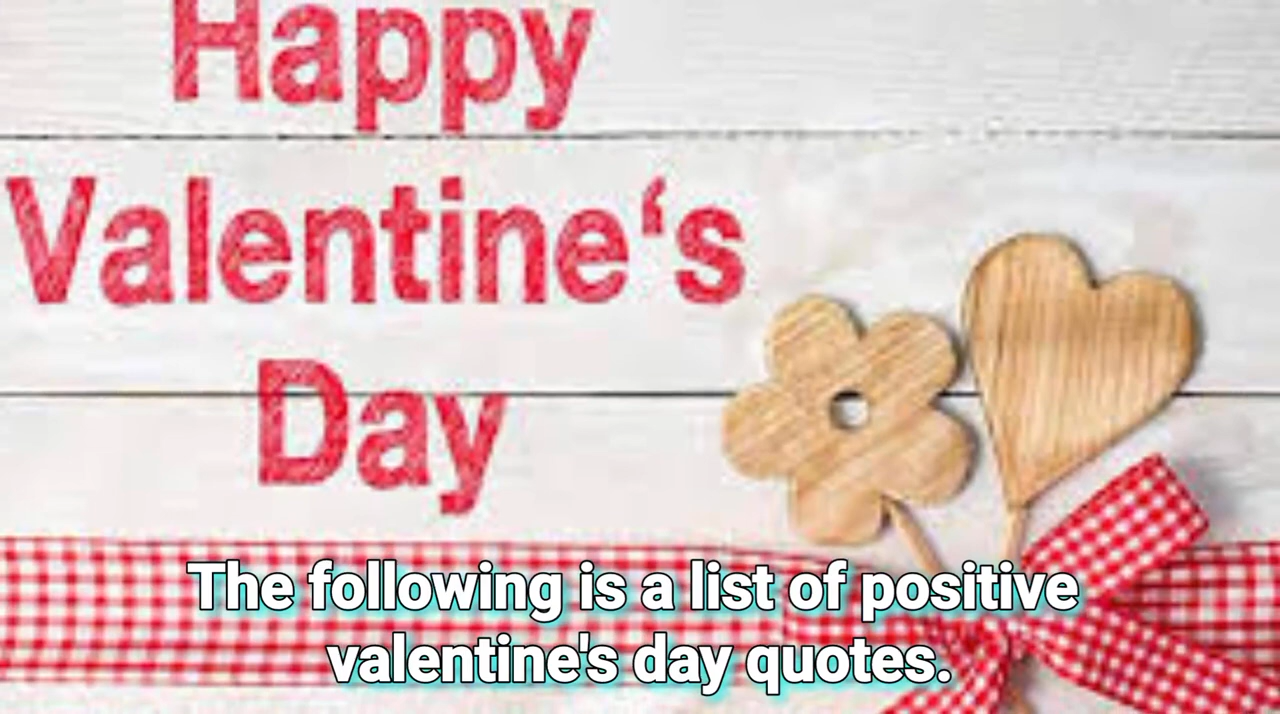 Happy
Valentine‘s
Day
The following is a list of positive
valentine's day quotes.